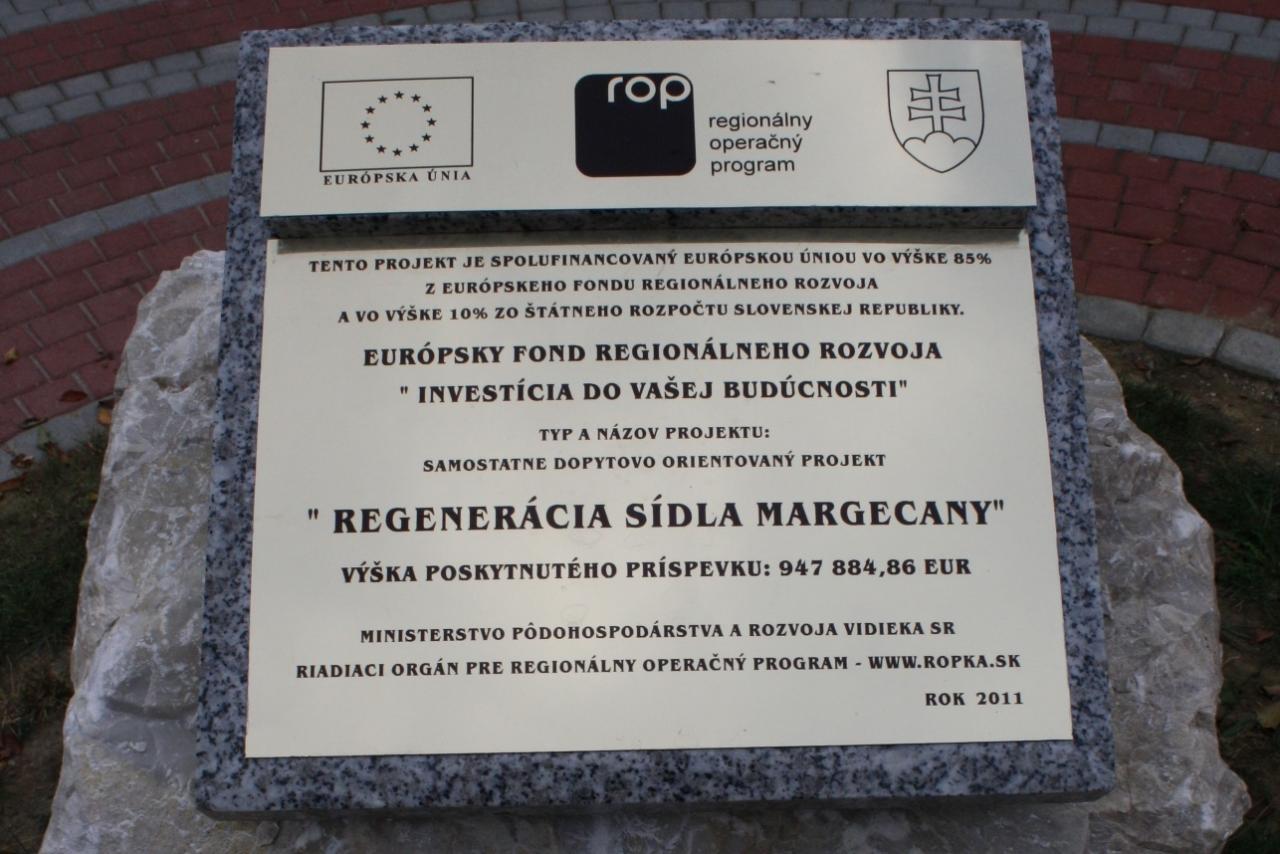 EURÓPSKA ÚNIA
rop
regionálny
operačný
program
TENTO PROJEKT JE SPOLUFINANCOVANÝ EURÓPSKOU ÚNIOU VO VÝŠKE 85%
Z EURÓPSKEHO FONDU REGIONÁLNEHO ROZVOJA
A VO VÝŠKE 10% ZO ŠTÁTNEHO ROZPOČTU SLOVENSKEJ REPUBLIKY.
EURÓPSKY FOND REGIONÁLNEHO ROZVOJA
" INVESTÍCIA DO VAŠEJ BUDÚCNOSTI"
TYP A NÁZOV PROJEKTU:
SAMOSTATNE DOPYTOVO ORIENTOVANÝ PROJEKT
" REGENERÁCIA SÍDLA MARGECANY"
VÝŠKA POSKYTNUTÉHO PRÍSPEVKU: 947 884,86 EUR
MINISTERSTVO PÔDOHOSPODÁRSTVA A ROZVOJA VIDIEKA SR
RIADIACI ORGÁN PRE REGIONÁLNY OPERAČNÝ PROGRAM - WWW.ROPKA.SK
ROK 2011